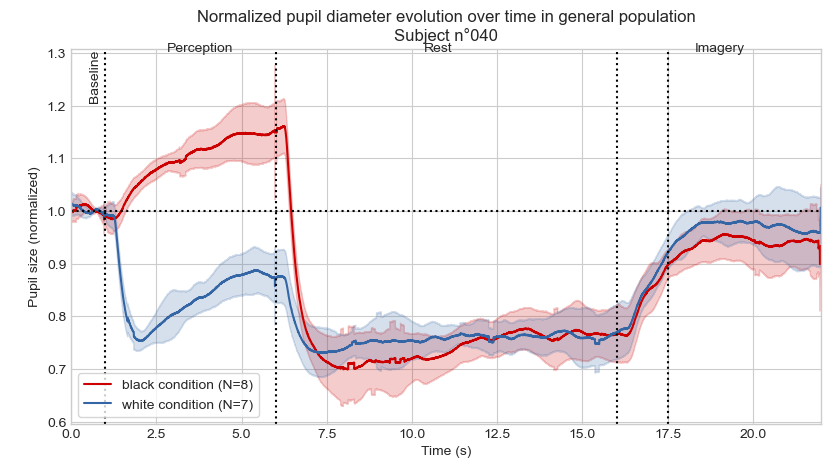 Normalized pupil diameter evolution over time in general population
Subject n°040
Baseline
Perception
Rest
Imagery
1.3
1.2
1.1
1.0
0.9
0.8
0.7
0.6
Pupil size (normalized)
black condition (N=8)
white condition (N=7)
0.0 2.5 5.0 7.5 10.0 12.5 15.0 17.5 20.0
Time (s)